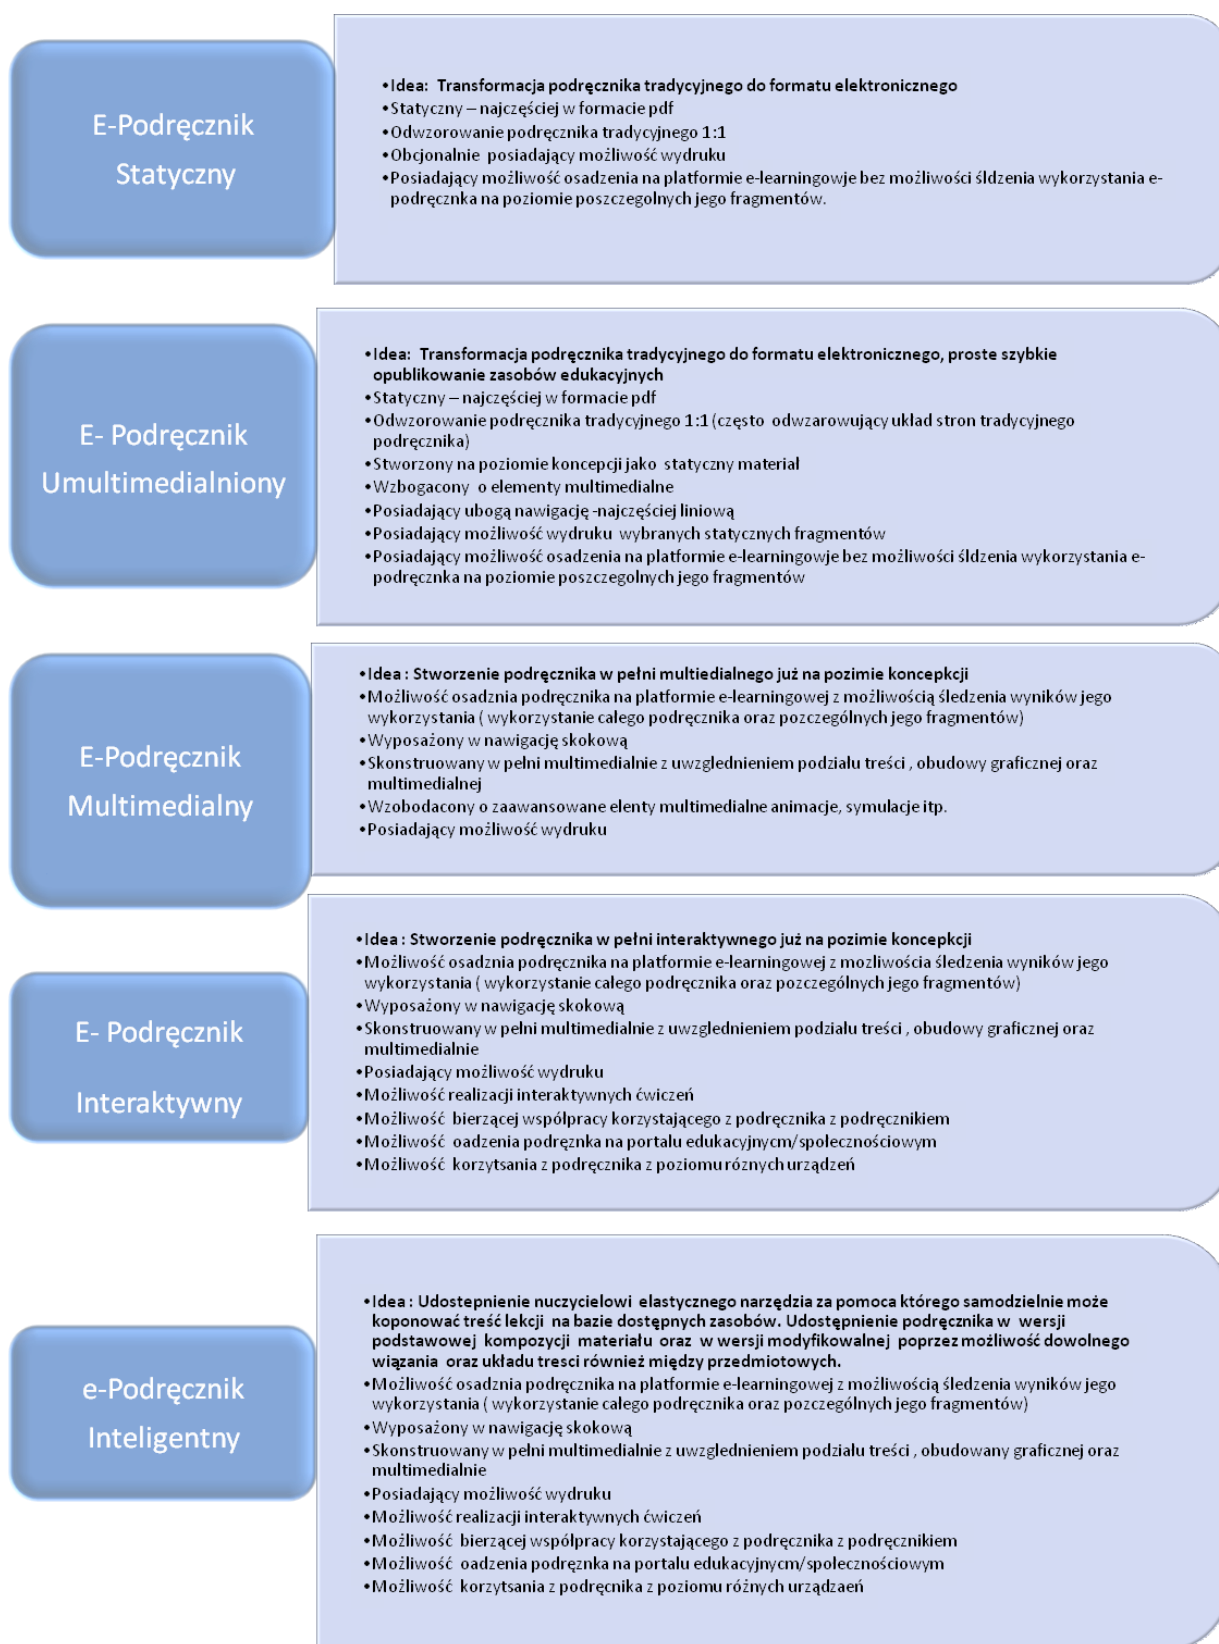 E-Podręcznik
Statyczny
•Idea:  Transformacja podręcznika tradycyjnego do formatu elektronicznego
•Statyczny – najczęściej w formacie pdf
•Odwzorowanie podręcznika tradycyjnego 1:1
•Obcjonalnie  posiadający możliwość wydruku
•Posiadający możliwość osadzenia na platformie e-learningowje bez możliwości śldzenia wykorzystania e-
podręcznka na poziomie poszczegolnych jego fragmentów.
E- Podręcznik
Umultimedialniony
•Idea:  Transformacja podręcznika tradycyjnego do formatu elektronicznego, proste szybkie
opublikowanie zasobów edukacyjnych
•Statyczny – najczęściej w formacie pdf
•Odwzorowanie podręcznika tradycyjnego 1:1 (często  odwzarowujący układ stron tradycyjnego
podręcznika)
•Stworzony na poziomie koncepcji jako  statyczny materiał
•Wzbogacony  o elementy multimedialne
•Posiadający ubogą nawigację -najczęściej liniową
•Posiadający możliwość wydruku  wybranych statycznych fragmentów
•Posiadający możliwość osadzenia na platformie e-learningowje bez możliwości śldzenia wykorzystania e-
podręcznka na poziomie poszczegolnych jego fragmentów
E-Podręcznik
Multimedialny
•Idea : Stworzenie podręcznika w pełni multiedialnego już na pozimie koncepkcji
•Możliwość osadznia podręcznika na platformie e-learningowej z możliwością śledzenia wyników jego
wykorzystania ( wykorzystanie całego podręcznika oraz pozczególnych jego fragmentów)
•Wyposażony w nawigację skokową
•Skonstruowany w pełni multimedialnie z uwzglednieniem podziału treści , obudowy graficznej oraz
multimedialnej
•Wzobodacony o zaawansowane elenty multimedialne animacje, symulacje itp.
•Posiadający możliwość wydruku
E- Podręcznik
Interaktywny
•Idea : Stworzenie podręcznika w pełni interaktywnego już na pozimie koncepkcji
•Możliwość osadznia podręcznika na platformie e-learningowej z mozliwościa śledzenia wyników jego
wykorzystania ( wykorzystanie całego podręcznika oraz pozczególnych jego fragmentów)
•Wyposażony w nawigację skokową
•Skonstruowany w pełni multimedialnie z uwzglednieniem podziału treści , obudowy graficznej oraz
multimedialnie
•Posiadający możliwość wydruku
•Możliwość realizacji interaktywnych ćwiczeń
•Możliwość  bierzącej współpracy korzystającego z podręcznika z podręcznikiem
•Możliwość  oadzenia podręznka na portalu edukacyjnycm/społecznościowym
•Możliwość  korzytsania z podręcznika z poziomu róznych urządzeń
e-Podręcznik
Inteligentny
•Idea : Udostepnienie nuczycielowi  elastycznego narzędzia za pomoca którego samodzielnie może
koponować treść lekcji  na bazie dostępnych zasobów. Udostępnienie podręcznika w  wersji
podstawowej  kompozycji  materiału  oraz  w wersji modyfikowalnej  poprzez możliwość dowolnego
wiązania  oraz układu tresci również między przedmiotowych.
•Możliwość osadznia podręcznika na platformie e-learningowej z możliwością śledzenia wyników jego
wykorzystania ( wykorzystanie całego podręcznika oraz pozczególnych jego fragmentów)
•Wyposażony w nawigację skokową
•Skonstruowany w pełni multimedialnie z uwzglednieniem podziału treści , obudowany graficznej oraz
multimedialnie
•Posiadający możliwość wydruku
•Możliwość realizacji interaktywnych ćwiczeń
•Możliwość  bierzącej współpracy korzystającego z podręcznika z podręcznikiem
•Możliwość  oadzenia podręznka na portalu edukacyjnycm/społecznościowym
•Możliwość  korzytsania z podręcnika z poziomu różnych urządzaeń